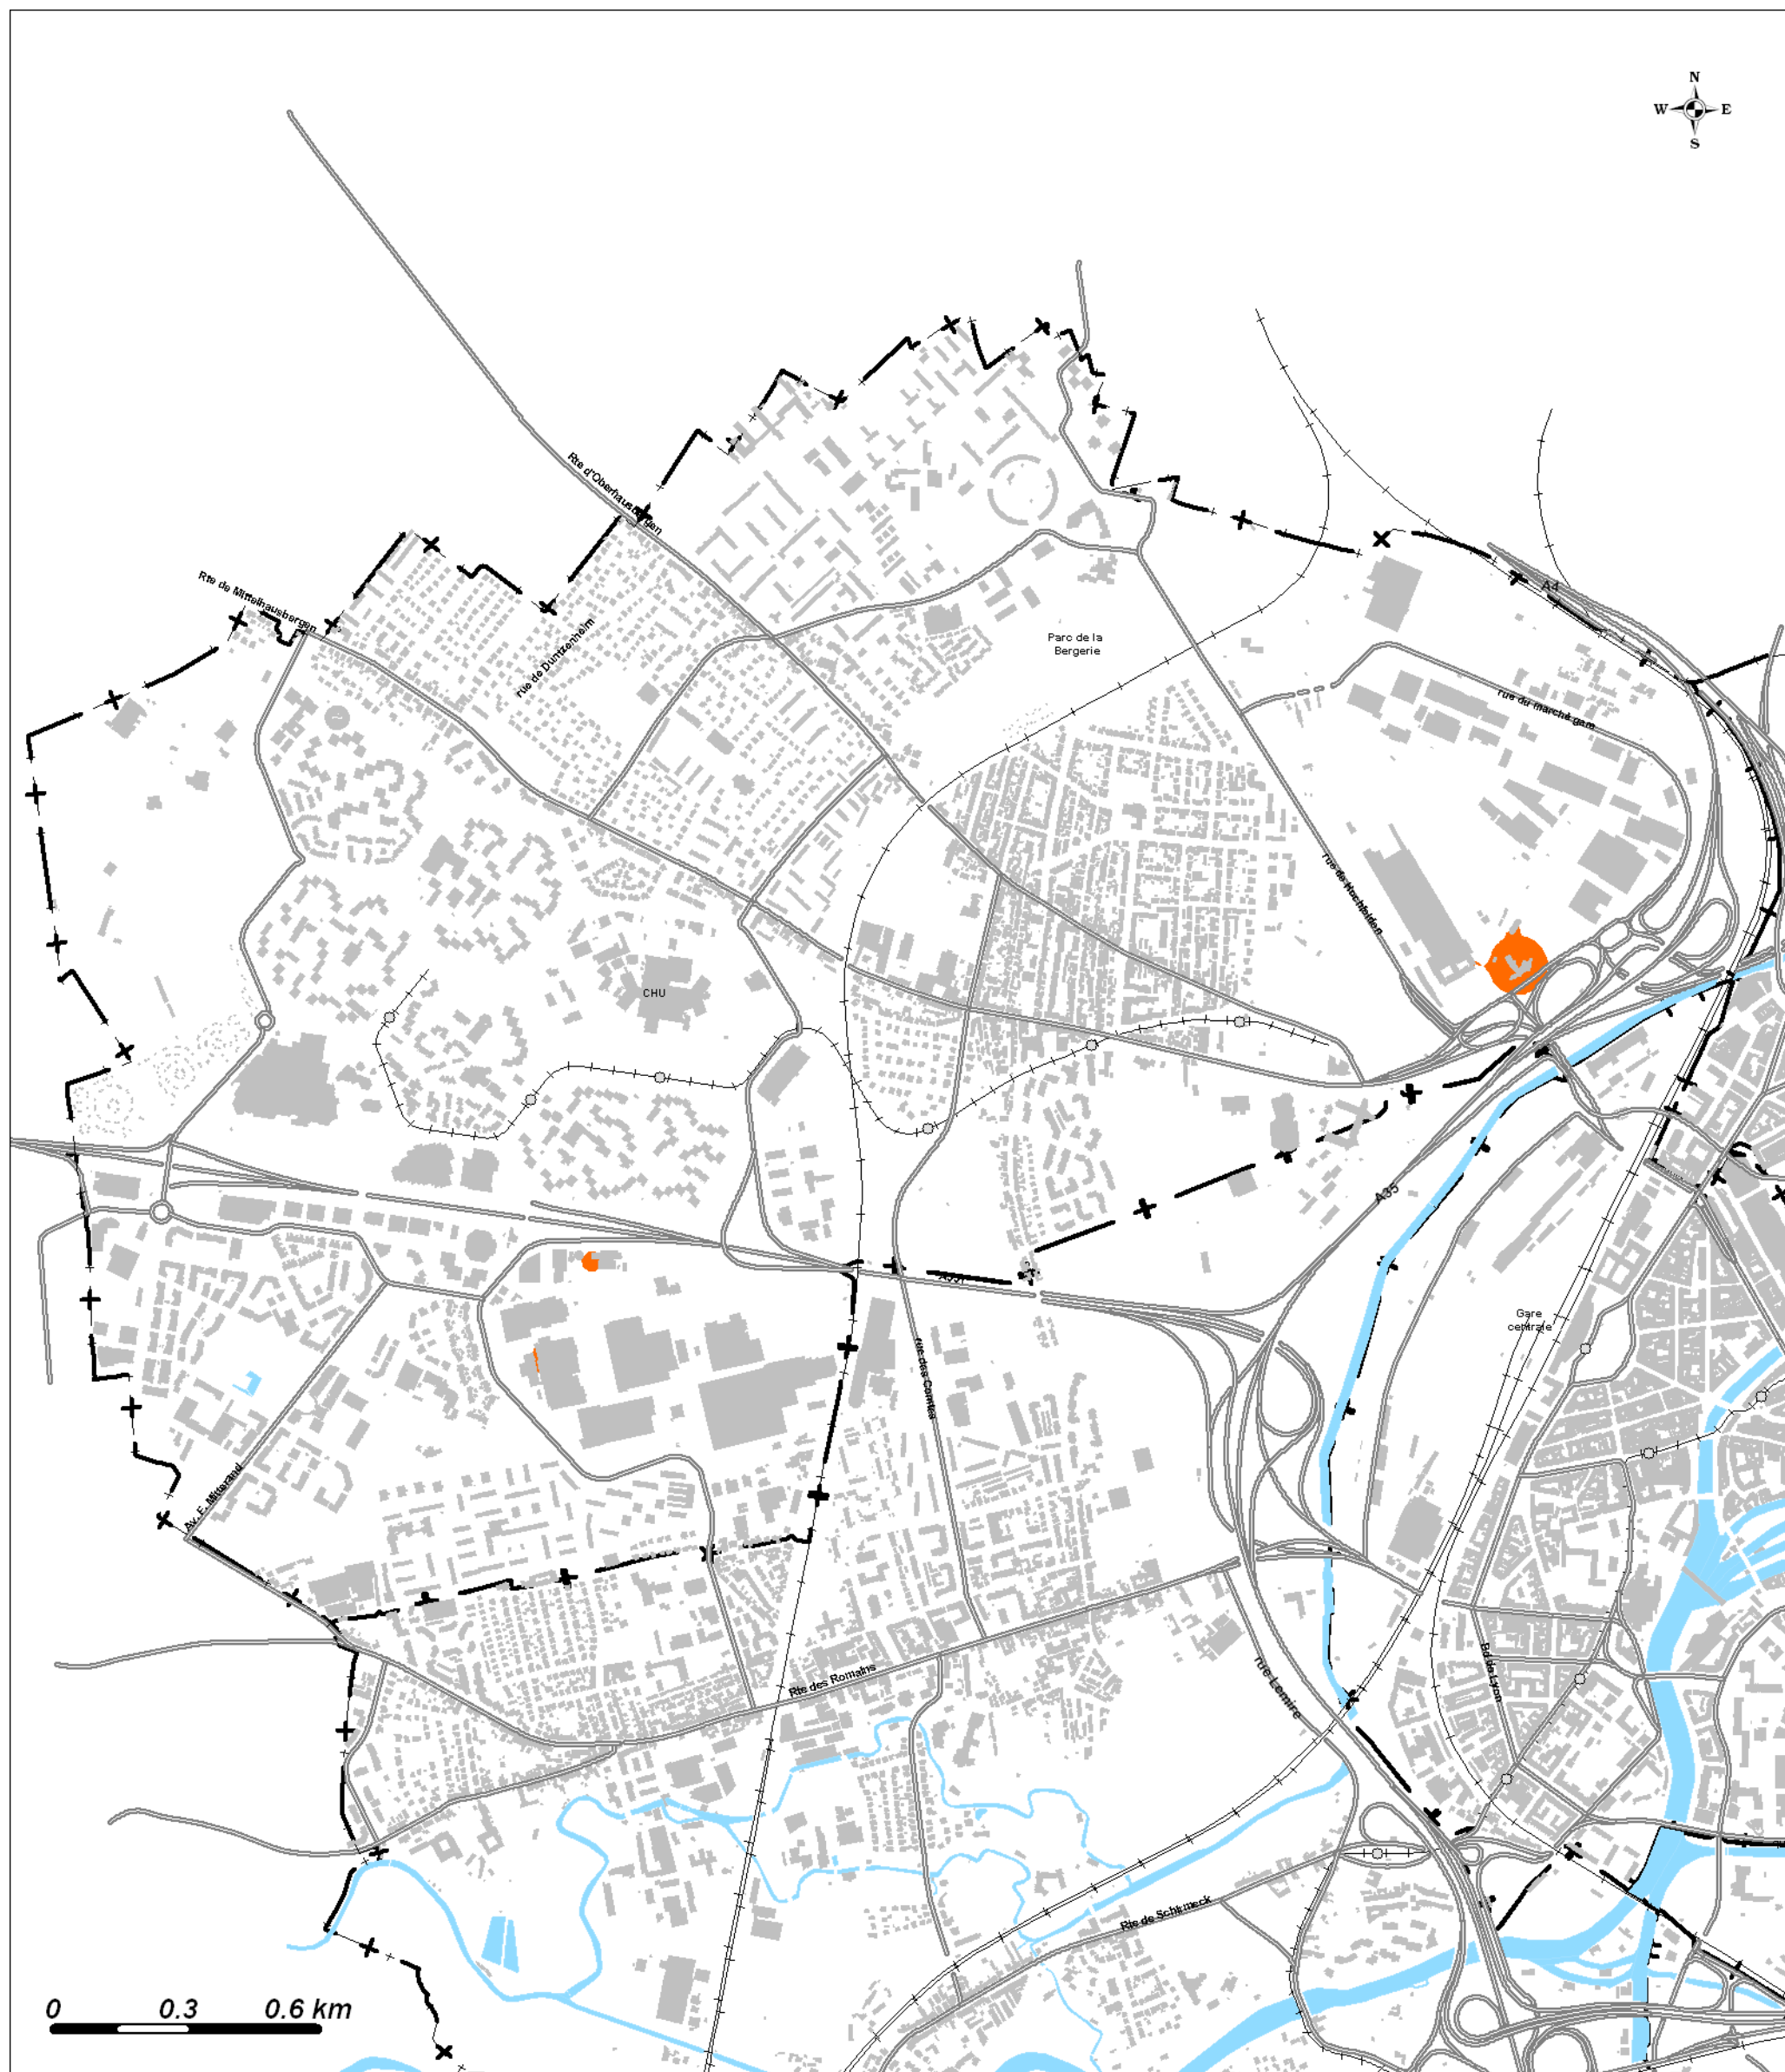 N
W E
S
Rte d'Oberhausbergen
Rte de Mittelhausbergen
rue de Duntzenheim
A4
Parc de la
Bergerie
rue du marché gare
rue de Hochfelden
CHU
A35
A351
Gare
centrale
rue des Comtes
Av. F. Mitterand
Rte des Romains
rue Lemire
Bd de Lyon
Rte de Schirmeck
0 0.3 0.6 km